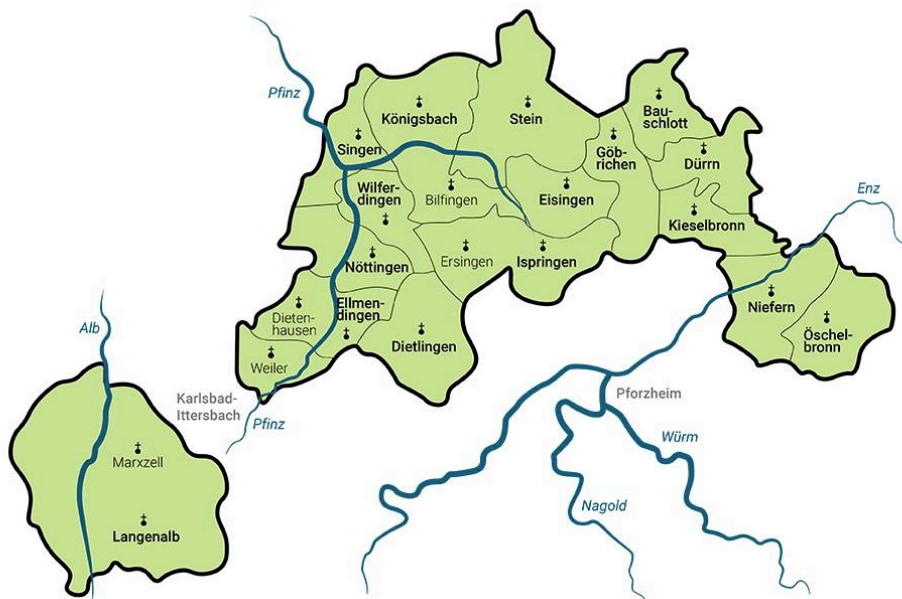 Pfinz
Königsbach
Stein
Bau-
schlott
Singen
Göb-
richen
Dürrn
Wilfer-
dingen
Bilfingen
Eisingen
Enz
Kieselbronn
Nöttingen
Ersingen
Ispringen
Ellmen-
dingen
Niefern
Dieten-
hausen
Öschel-
bronn
Alb
Dietlingen
Weiler
Karlsbad-
Ittersbach
Pforzheim
Pfinz
Würm
Marxzell
Nagold
Langenalb